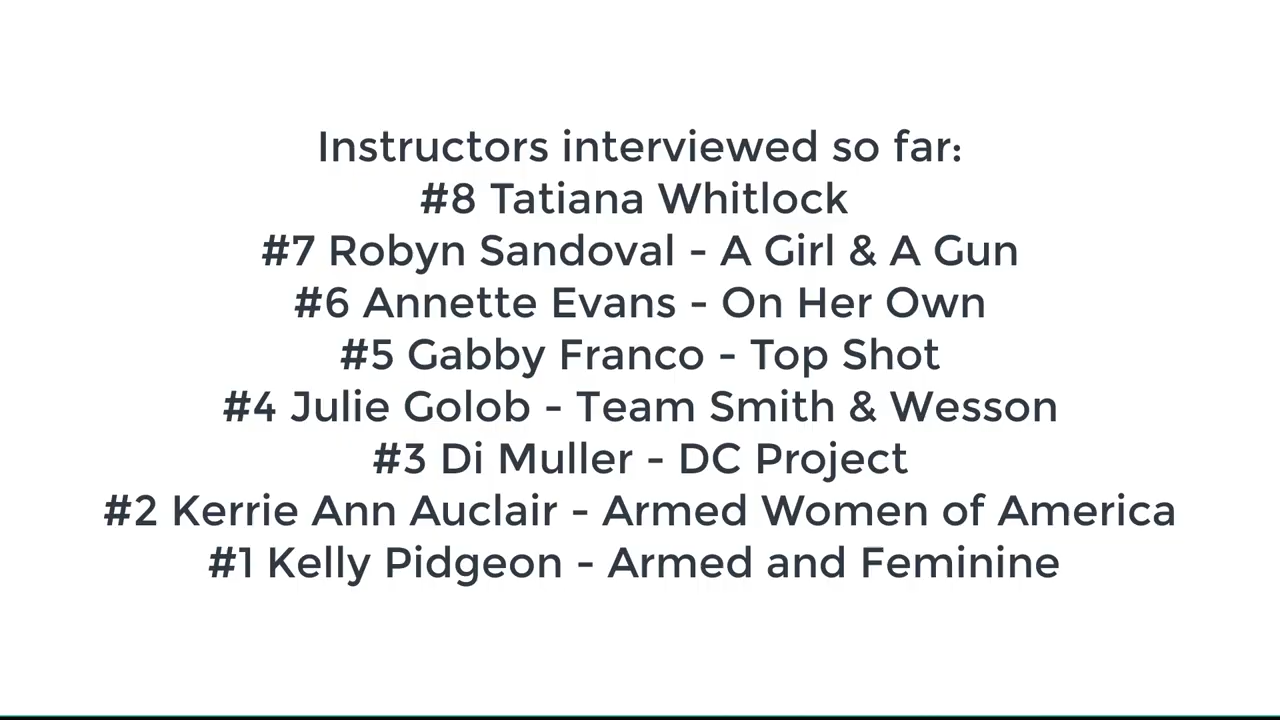 Instructors interviewed so far:
#8 Tatiana Whitlock
#7 Robyn Sandoval - A Girl & A Gun
#6 Annette Evans - On Her Own
#5 Gabby Franco - Top Shot
#4 Julie Golob - Team Smith & Wesson
#3 Di Muller - DC Project
#2 Kerrie Ann Auclair - Armed Women of America
#1 Kelly Pidgeon - Armed and Feminine